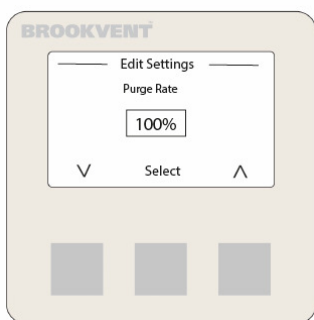 BROOKVENT
Edit Settings
Purge Rate
100%
Select